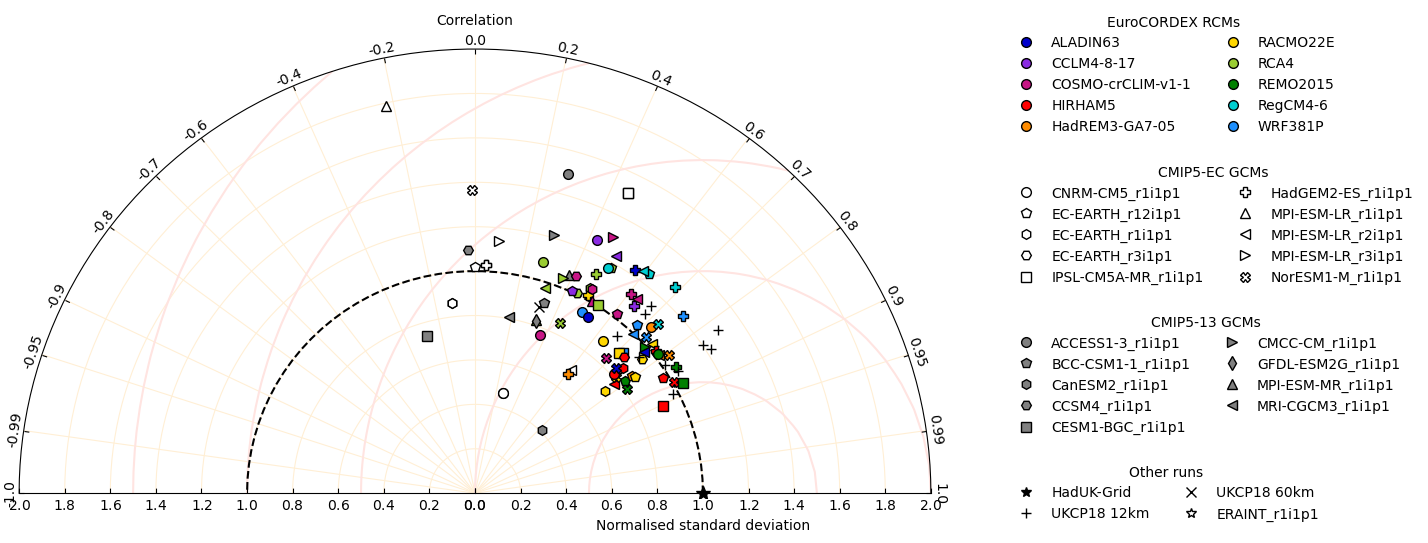 Correlation
0.0
-0.2
0.2
-0.4
0.4
-0.6
0.6
-0.7
0.7
-0.8
0.8
-0.9
0.9
-0.95
0.95
-0.99
0.99
-1.0
1.0
2.0 1.8 1.6 1.4 1.2 1.0 0.8 0.6 0.4 0.2 0.0 0.2 0.4 0.6 0.8 1.0 1.2 1.4 1.6 1.8 2.0
Normalised standard deviation
EuroCORDEX RCMs
ALADIN63
CCLM4-8-17
COSMO-crCLIM-v1-1
HIRHAM5
HadREM3-GA7-05
RACMO22E
RCA4
REMO2015
RegCM4-6
WRF381P
CMIP5-EC GCMs
CNRM-CM5_r1i1p1
EC-EARTH_r12i1p1
EC-EARTH_r1i1p1
EC-EARTH_r3i1p1
IPSL-CM5A-MR_r1i1p1
HadGEM2-ES_r1i1p1
MPI-ESM-LR_r1i1p1
MPI-ESM-LR_r2i1p1
MPI-ESM-LR_r3i1p1
NorESM1-M_r1i1p1
CMIP5-13 GCMs
ACCESS1-3_r1i1p1
BCC-CSM1-1_r1i1p1
CanESM2_r1i1p1
CCSM4_r1i1p1
CESM1-BGC_r1i1p1
CMCC-CM_r1i1p1
GFDL-ESM2G_r1i1p1
MPI-ESM-MR_r1i1p1
MRI-CGCM3_r1i1p1
Other runs
HadUK-Grid
UKCP18 12km
UKCP18 60km
ERAINT_r1i1p1